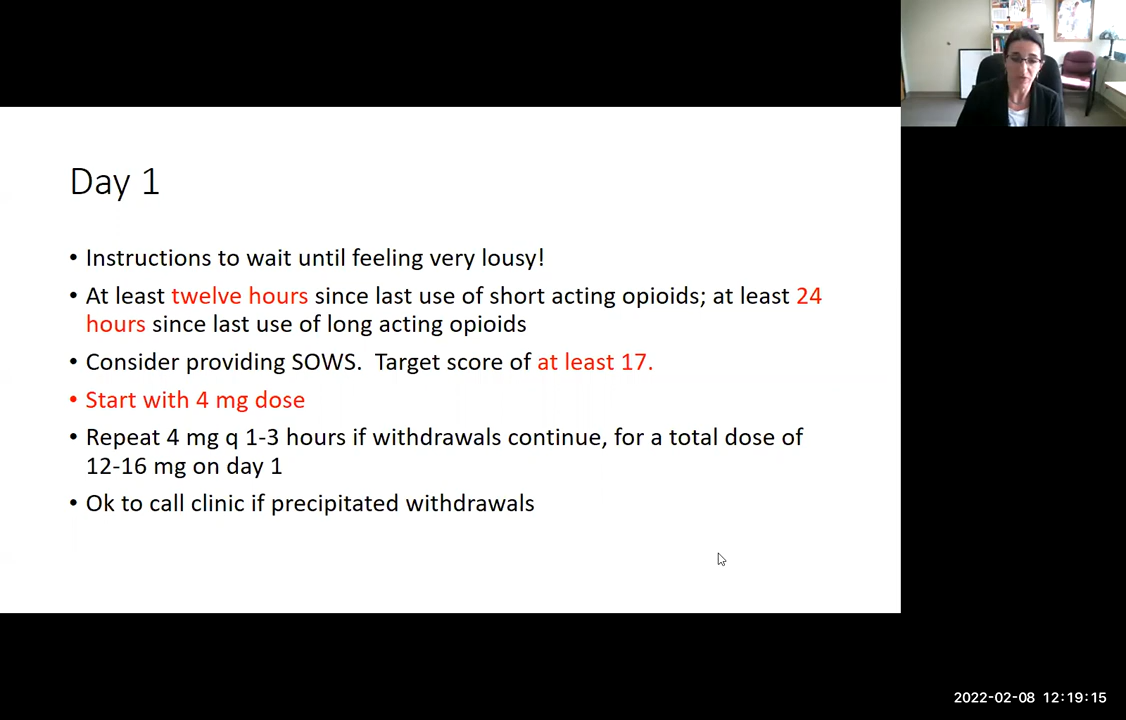 Day 1
• Instructions to wait until feeling very lousy!
• At least twelve hours since last use of short acting opioids; at least 24
hours since last use of long acting opioids
• Consider providing SOWS.  Target score of at least 17.
• Start with 4 mg dose
• Repeat 4 mg q 1-3 hours if withdrawals continue, for a total dose of
12-16 mg on day 1
• Ok to call clinic if precipitated withdrawals
2022-02-08 12:19:15